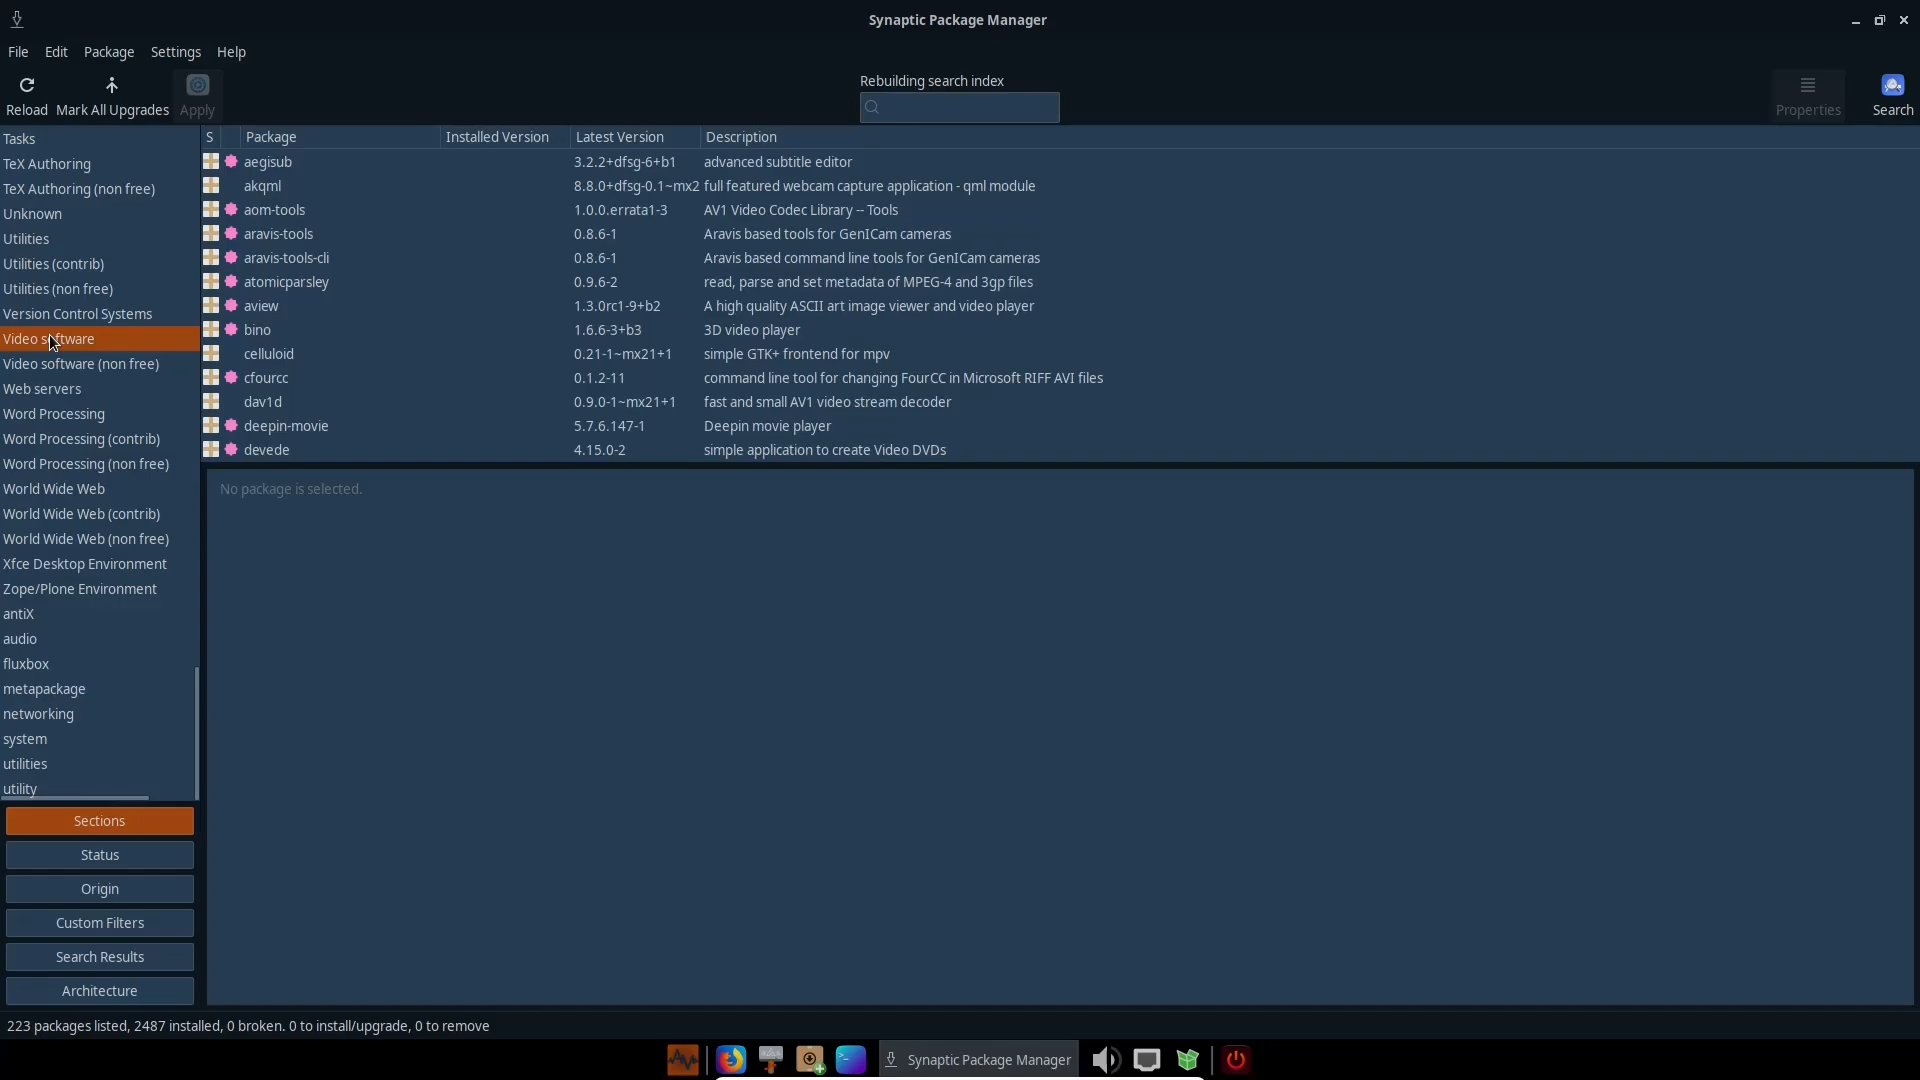 Synaptic Package Manager
File Edit Package Settings Help
Rebuilding search index
Reload Mark All Upgrades Apply Properties Search
Tasks
TeX Authoring
TeX Authoring (non free)
Unknown
Utilities
Utilities (contrib)
Utilities (non free)
Version Control Systems
Video software
Video software (non free)
Web servers
Word Processing
Word Processing (contrib)
Word Processing (non free)
World Wide Web
World Wide Web (contrib)
World Wide Web (non free)
Xfce Desktop Environment
Zope/Plone Environment
antiX
audio
fluxbox
metapackage
networking
system
utilities
utility
Sections
Status
Origin
Custom Filters
Search Results
Architecture
S Package Installed Version Latest Version Description
aegisub 3.2.2+dfsg-6+b1 advanced subtitle editor
akqml 8.8.0+dfsg-0.1~mx2 full featured webcam capture application - qml module
aom-tools 1.0.0.errata1-3 AV1 Video Codec Library -- Tools
aravis-tools 0.8.6-1 Aravis based tools for GenICam cameras
aravis-tools-cli 0.8.6-1 Aravis based command line tools for GenICam cameras
atomicparsley 0.9.6-2 read, parse and set metadata of MPEG-4 and 3gp files
aview 1.3.0rc1-9+b2 A high quality ASCII art image viewer and video player
bino 1.6.6-3+b3 3D video player
celluloid 0.21-1~mx21+1 simple GTK+ frontend for mpv
cfourcc 0.1.2-11 command line tool for changing FourCC in Microsoft RIFF AVI files
dav1d 0.9.0-1~mx21+1 fast and small AV1 video stream decoder
deepin-movie 5.7.6.147-1 Deepin movie player
devede 4.15.0-2 simple application to create Video DVDs
No package is selected.
223 packages listed, 2487 installed, 0 broken. 0 to install/upgrade, 0 to remove
Synaptic Package Manager